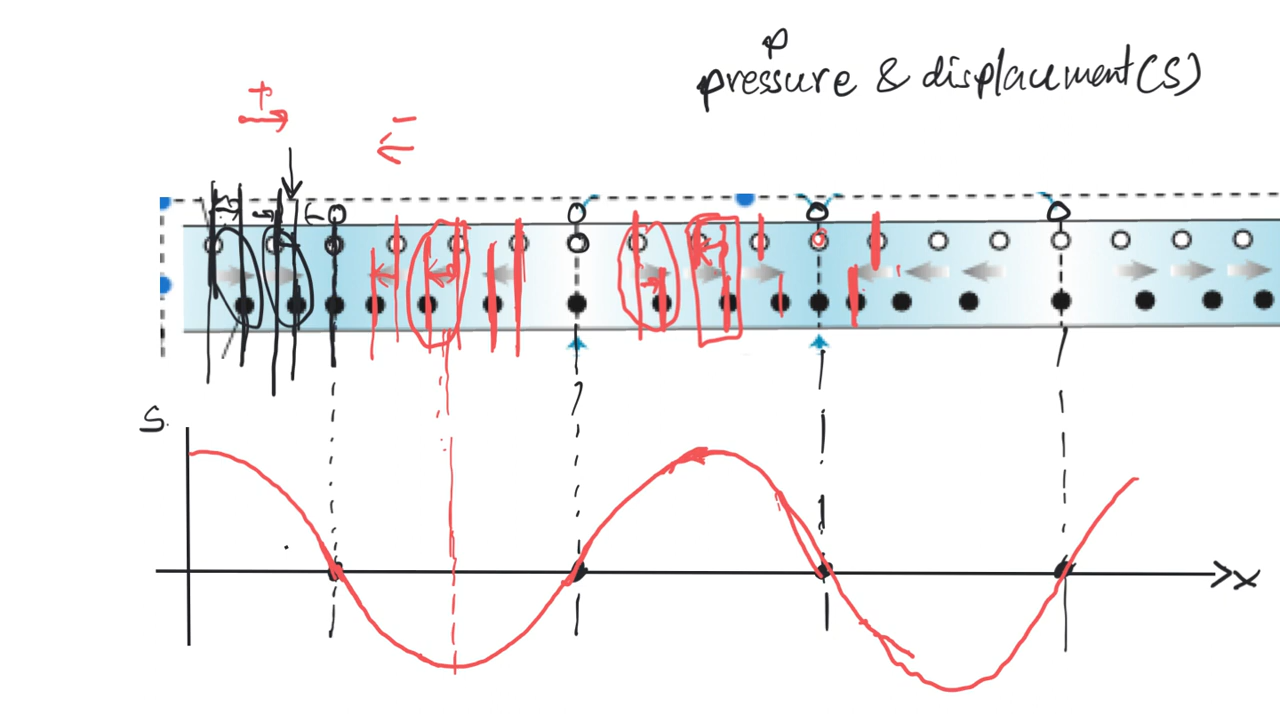 p
pressure & displacement(s)
+
-
S
x